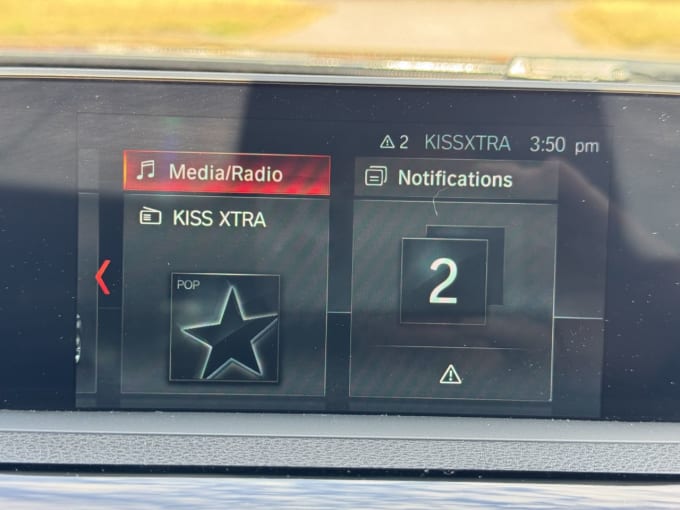 2 KISSXTRA 3:50 pm
Media/Radio
KISS XTRA
POP
Notifications
2